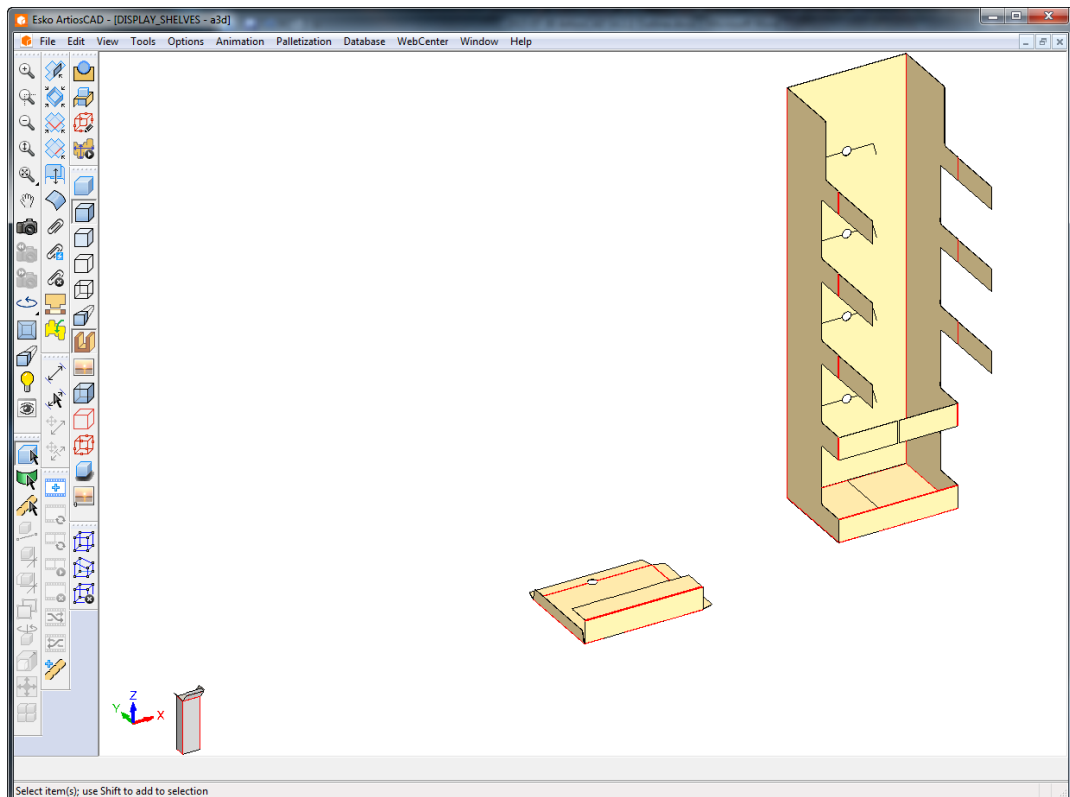 Esko ArtiosCAD - [DISPLAY_SHELVES - a3d]
File Edit View Tools Options Animation Palletization Database WebCenter Window Help
Z
Y
X
Select item(s); use Shift to add to selection